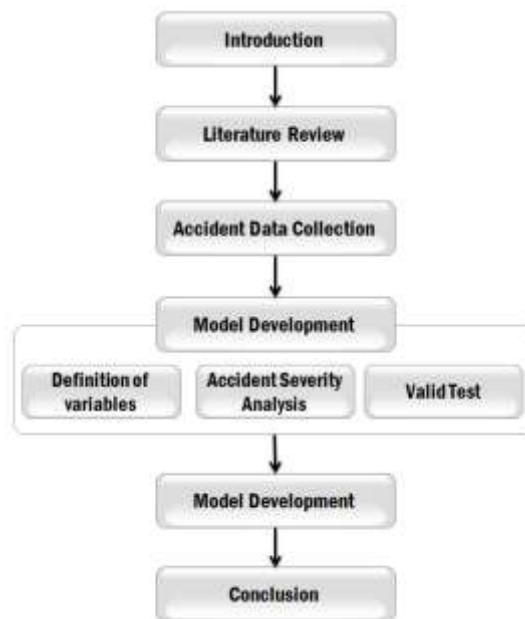 Introduction
Literature Review
Accident Data Collection
Model Development
Definition of
variables
Accident Severity
Analysis
Valid Test
Model Development
Conclusion